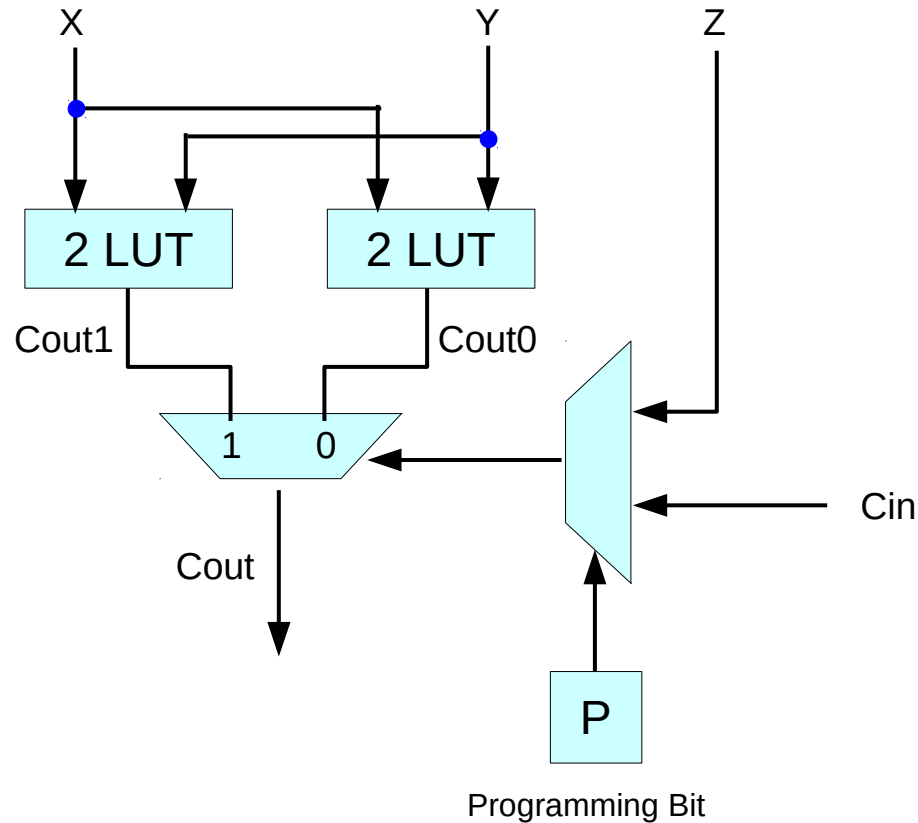 X
Y
Z
2 LUT
2 LUT
Cout1
Cout0
1
0
Cin
Cout
P
Programming Bit